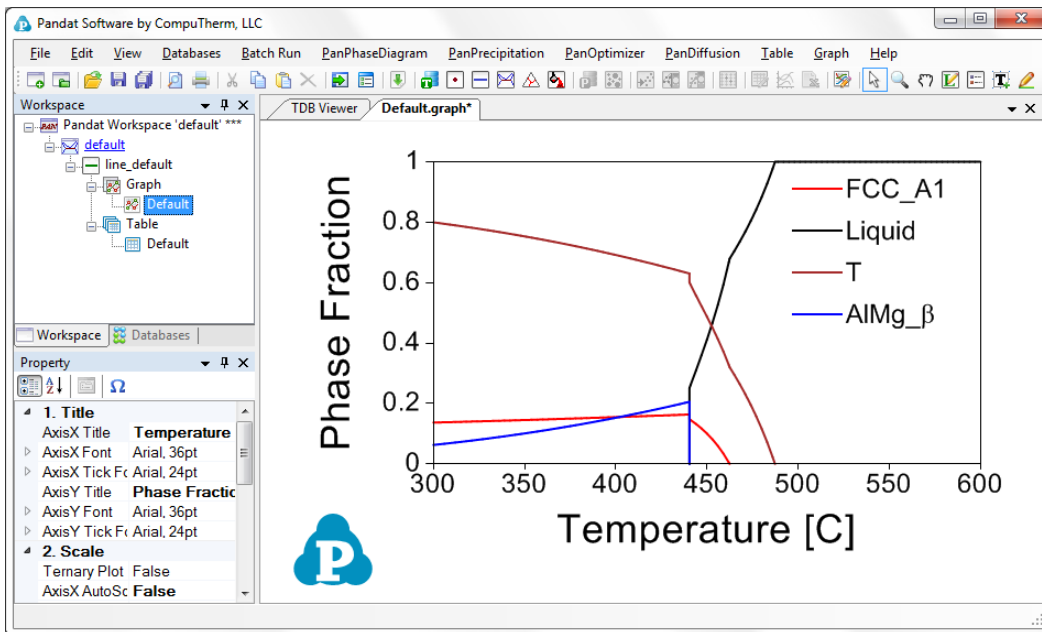 Pandat Software by CompuTherm, LLC
File Edit View Databases Batch Run PanPhaseDiagram PanPrecipitation PanOptimizer PanDiffusion Table Graph Help
Workspace
Pandat Workspace 'default' ***
default
line_default
Graph
Default
Table
Default
Workspace Databases
Property
1. Title
AxisX Title Temperature
AxisX Font Arial, 36pt
AxisX Tick Fo Arial, 24pt
AxisY Title Phase Fractic
AxisY Font Arial, 36pt
AxisY Tick Fo Arial, 24pt
2. Scale
Ternary Plot False
AxisX AutoSc False
TDB Viewer Default.graph*
Phase Fraction
1
0.8
0.6
0.4
0.2
0
FCC_A1
Liquid
T
AlMg_β
300 350 400 450 500 550 600
Temperature [C]
P